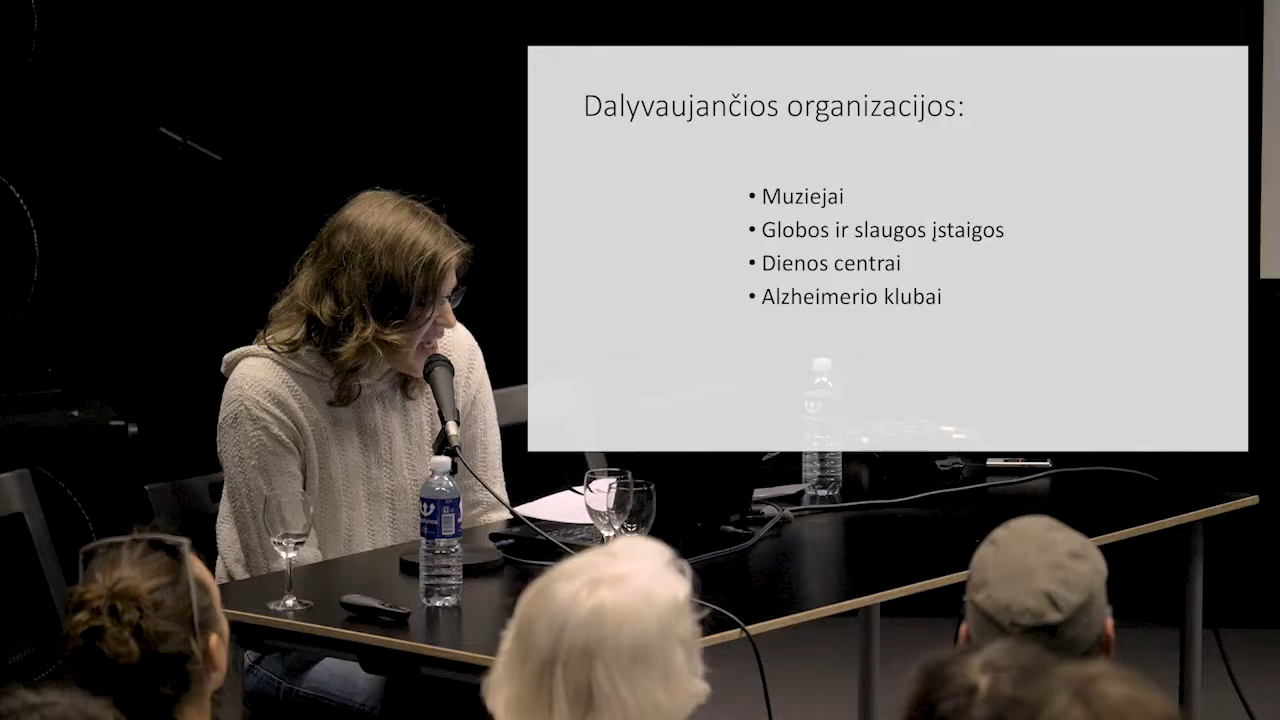 Dalyvaujančios organizacijos:
• Muziejai
• Globos ir slaugos įstaigos
• Dienos centrai
• Alzheimerio klubai